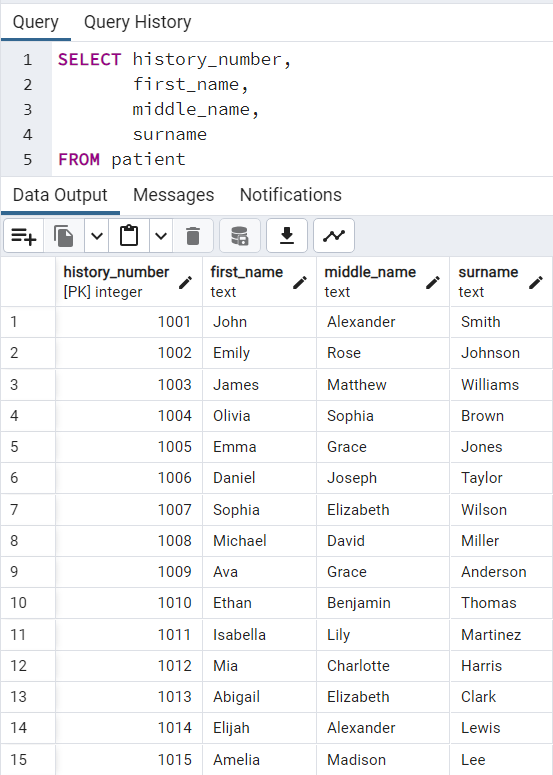 Query Query History
1 SELECT history_number,
2 first_name,
3 middle_name,
4 surname
5 FROM patient
Data Output Messages Notifications
history_number first_name middle_name surname
[PK] integer text text text
1 1001 John Alexander Smith
2 1002 Emily Rose Johnson
3 1003 James Matthew Williams
4 1004 Olivia Sophia Brown
5 1005 Emma Grace Jones
6 1006 Daniel Joseph Taylor
7 1007 Sophia Elizabeth Wilson
8 1008 Michael David Miller
9 1009 Ava Grace Anderson
10 1010 Ethan Benjamin Thomas
11 1011 Isabella Lily Martinez
12 1012 Mia Charlotte Harris
13 1013 Abigail Elizabeth Clark
14 1014 Elijah Alexander Lewis
15 1015 Amelia Madison Lee